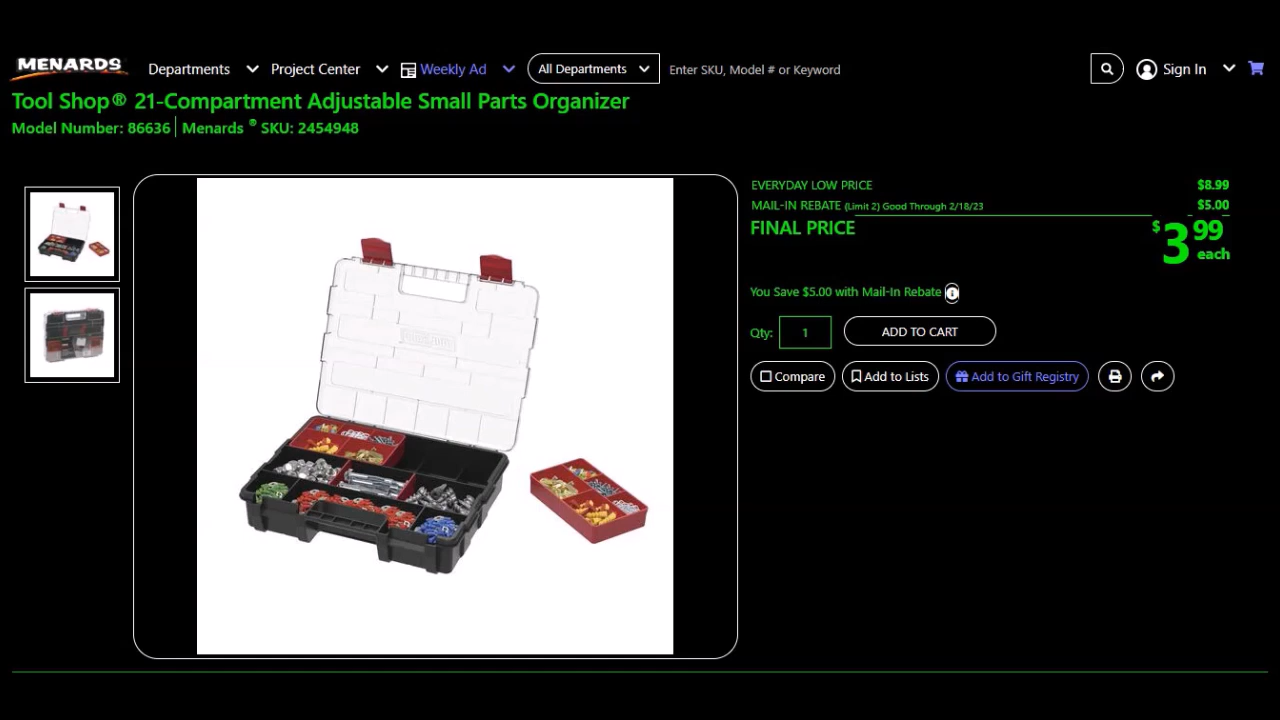 MENARDS
Departments Project Center Weekly Ad All Departments Enter SKU, Model # or Keyword Sign In
Tool Shop® 21-Compartment Adjustable Small Parts Organizer
Model Number: 86636 Menards ® SKU: 2454948
EVERYDAY LOW PRICE $8.99
MAIL-IN REBATE (Limit 2) Good Through 2/18/23 $5.00
FINAL PRICE $3 99 each
You Save $5.00 with Mail-In Rebate
Qty: 1 ADD TO CART
Compare Add to Lists Add to Gift Registry